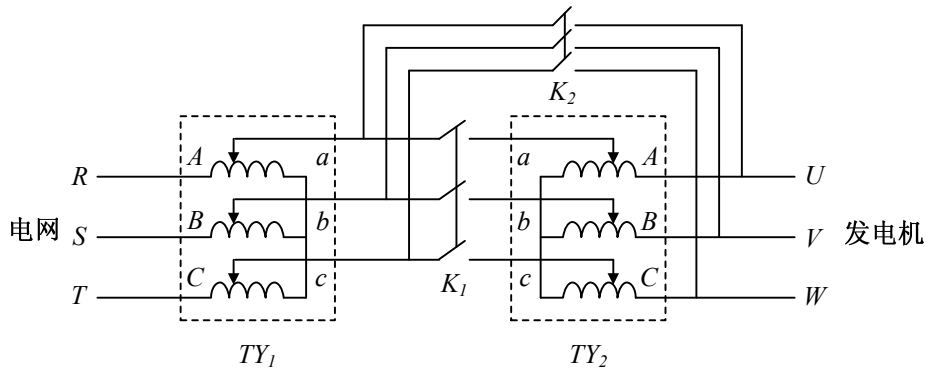 K₂
A a a A
R U
电网 S B b b B V 发电机
T C c K₁ c C W
TY₁ TY₂